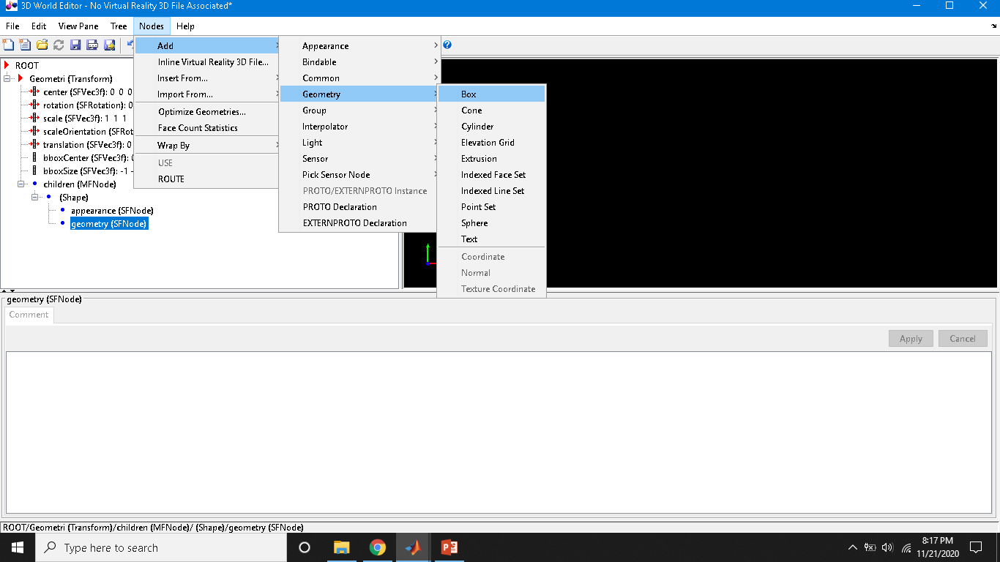 3D World Editor - No Virtual Reality 3D File Associated*
File Edit View Pane Tree Nodes Help
ROOT
Geometri (Transform)
center (SFVec3f): 0 0 0
rotation (SFRotation): 0
scale (SFVec3f): 1 1 1
scaleOrientation (SFRot
translation (SFVec3f): 0
bboxCenter (SFVec3f):
bboxSize (SFVec3f): -1 -
children (MFNode)
(Shape)
appearance (SFNode)
geometry (SFNode)
Add
Inline Virtual Reality 3D File...
Insert From...
Import From...
Optimize Geometries...
Face Count Statistics
Wrap By
USE
ROUTE
Appearance
Bindable
Common
Geometry
Group
Interpolator
Light
Sensor
Pick Sensor Node
PROTO/EXTERNPROTO Instance
PROTO Declaration
EXTERNPROTO Declaration
Box
Cone
Cylinder
Elevation Grid
Extrusion
Indexed Face Set
Indexed Line Set
Point Set
Sphere
Text
Coordinate
Normal
Texture Coordinate
geometry (SFNode)
Comment
Apply Cancel
ROOT/Geometri (Transform)/children (MFNode)/ (Shape)/geometry (SFNode)
Type here to search
8:17 PM
11/21/2020